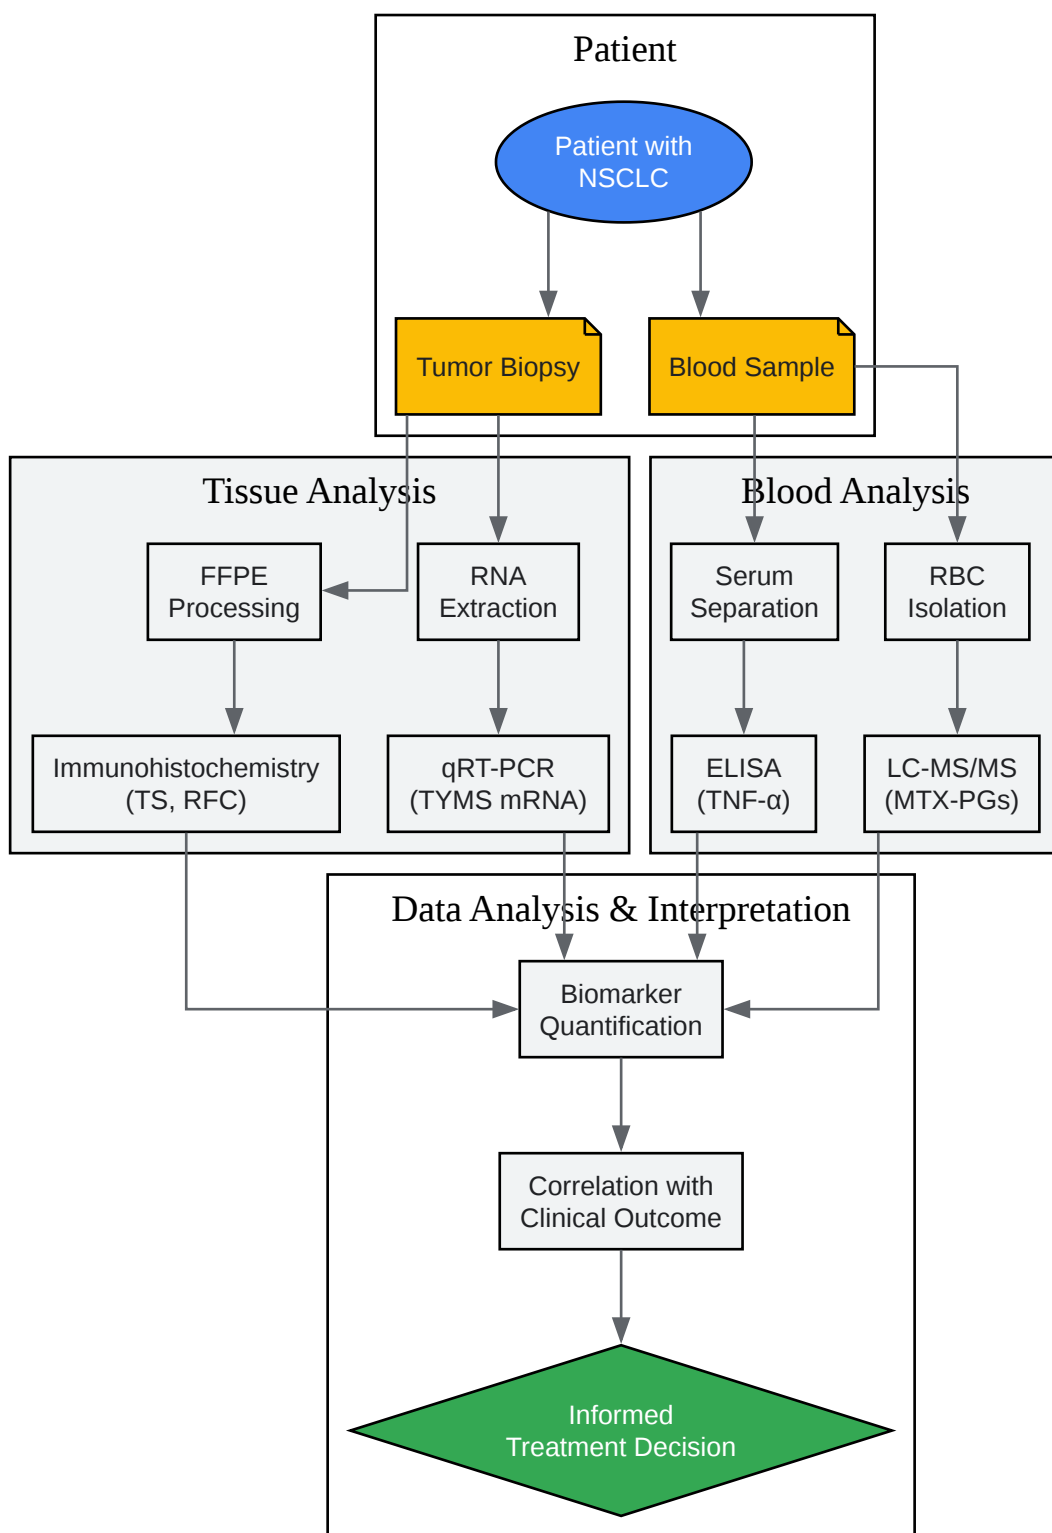 Patient
Patient with
NSCLC
Tumor Biopsy
Blood Sample
Tissue Analysis
Blood Analysis
FFPE
Processing
RNA
Extraction
Serum
Separation
RBC
Isolation
Immunohistochemistry
(TS, RFC)
qRT-PCR
(TYMS mRNA)
ELISA
(TNF-α)
LC-MS/MS
(MTX-PGs)
Data Analysis & Interpretation
Biomarker
Quantification
Correlation with
Clinical Outcome
Informed
Treatment Decision